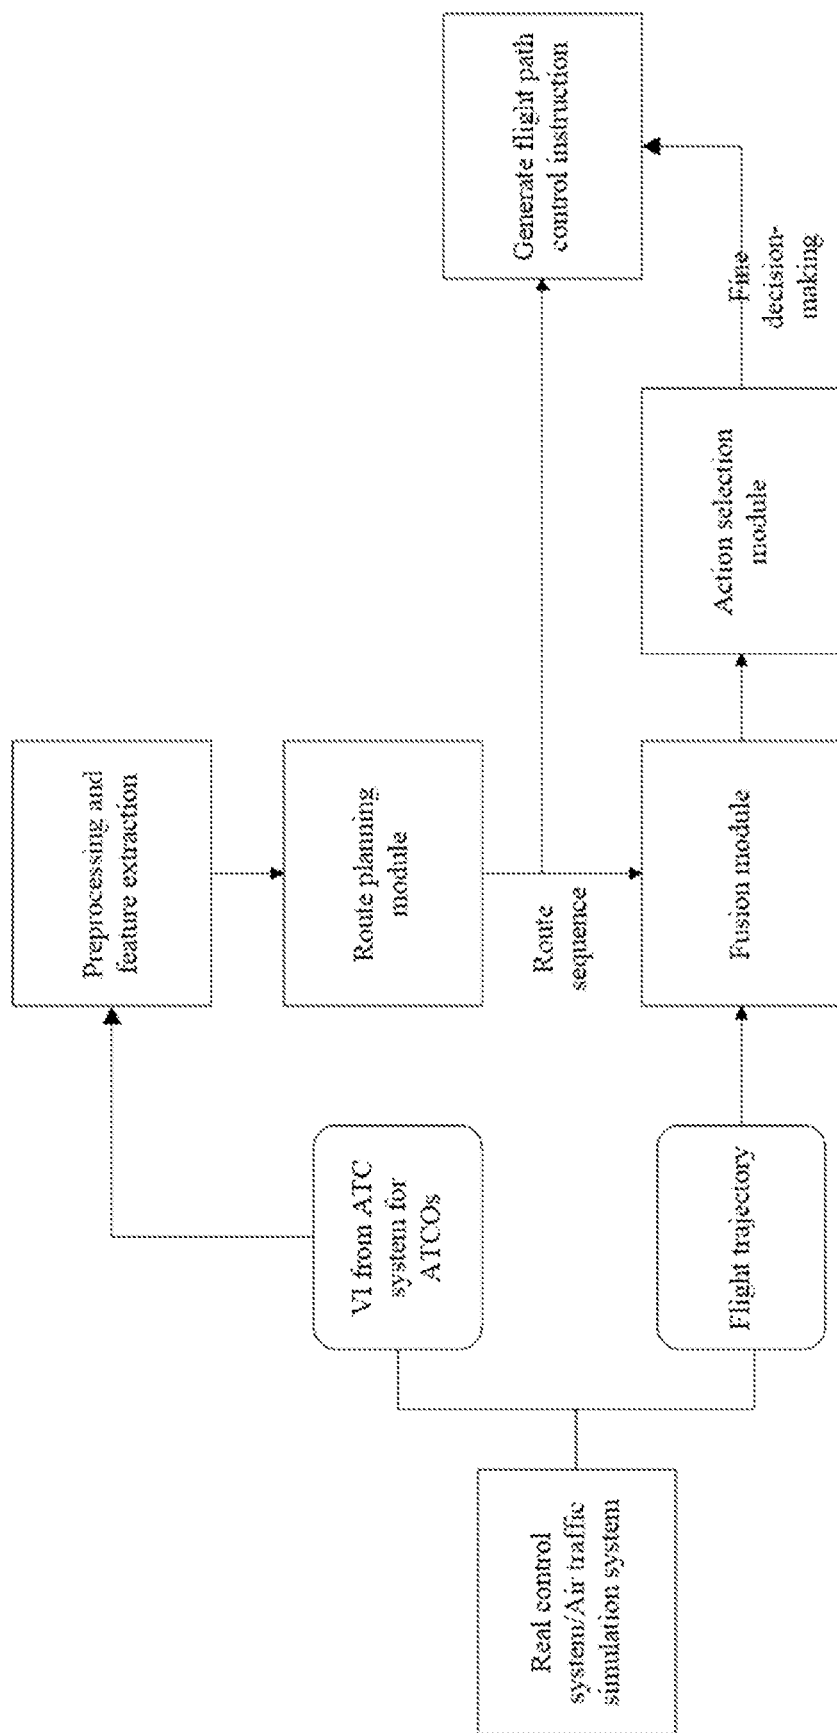 Real control
system/Air traffic
simulation system
VI from ATC
system for
ATCOs
Flight trajectory
Preprocessing and
feature extraction
Route planning
module
Route
sequence
Fusion module
Action selection
module
Fine
decision-
making
Generate flight path
control instruction